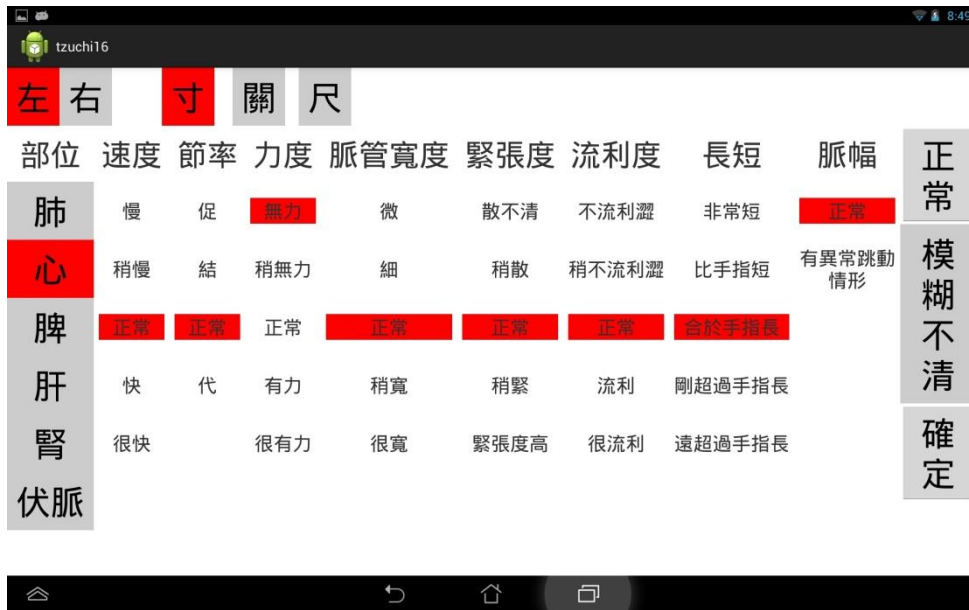 8:49
tzuchi16
左 右 寸 關 尺
部位 速度 節率 力度 脈管寬度 緊張度 流利度 長短 脈幅 正常
肺 慢 促 無力 微 散不清 不流利澀 非常短 正常
心 稍慢 結 稍無力 細 稍散 稍不流利澀 比手指短 有異常跳動情形 模糊不清
脾 正常 正常 正常 正常 正常 正常 合於手指長
肝 快 代 有力 稍寬 稍緊 流利 剛超過手指長
腎 很快 很有力 很寬 緊張度高 很流利 遠超過手指長 確定
伏脈